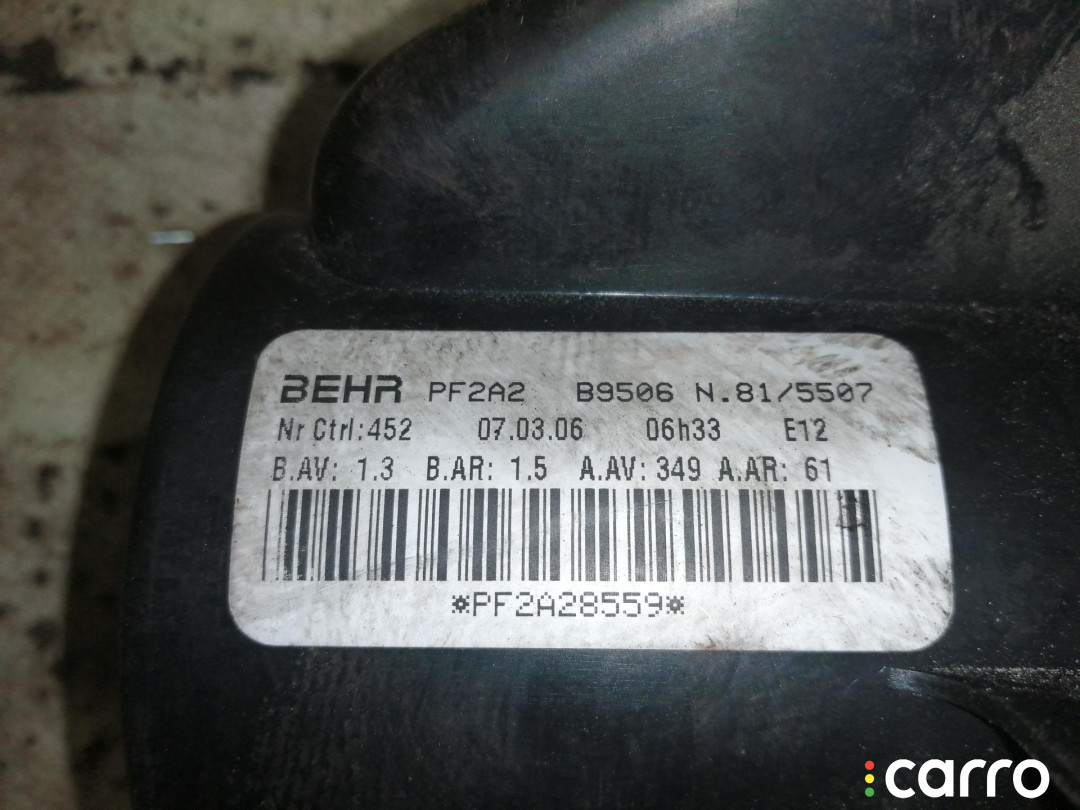 BEHR PF2A2 B9506 N.81/5507
Nr Ctrl:452 07.03.06 06h33 E12
B.AV: 1.3 B.AR: 1.5 A.AV: 349 A.AR: 61
*PF2A28559*
carro